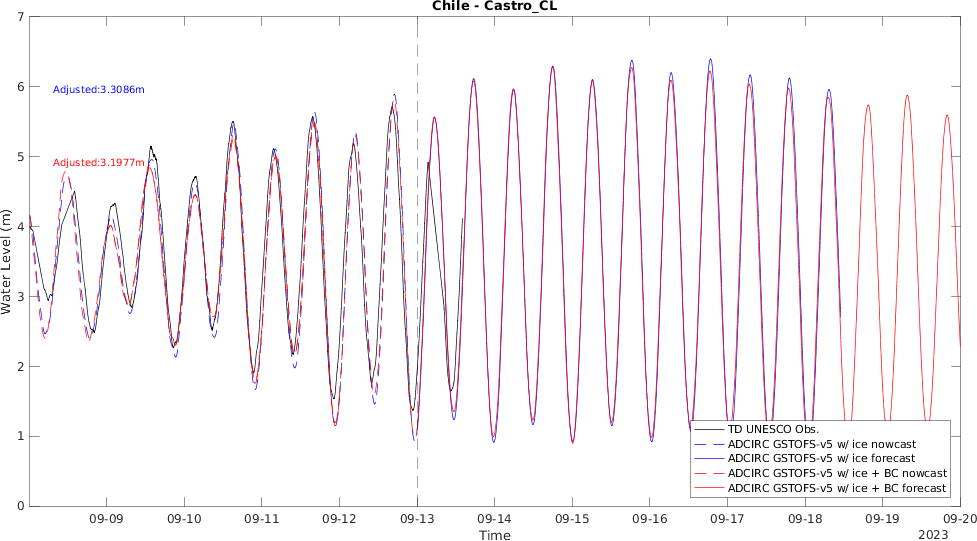 Chile - Castro_CL
7
6
5
4
3
2
1
0
Water Level (m)
Adjusted:3.3086m
Adjusted:3.1977m
TD UNESCO Obs.
ADCIRC GSTOFS-v5 w/ ice nowcast
ADCIRC GSTOFS-v5 w/ ice forecast
ADCIRC GSTOFS-v5 w/ ice + BC nowcast
ADCIRC GSTOFS-v5 w/ ice + BC forecast
09-09 09-10 09-11 09-12 09-13 09-14 09-15 09-16 09-17 09-18 09-19 09-20
Time
2023